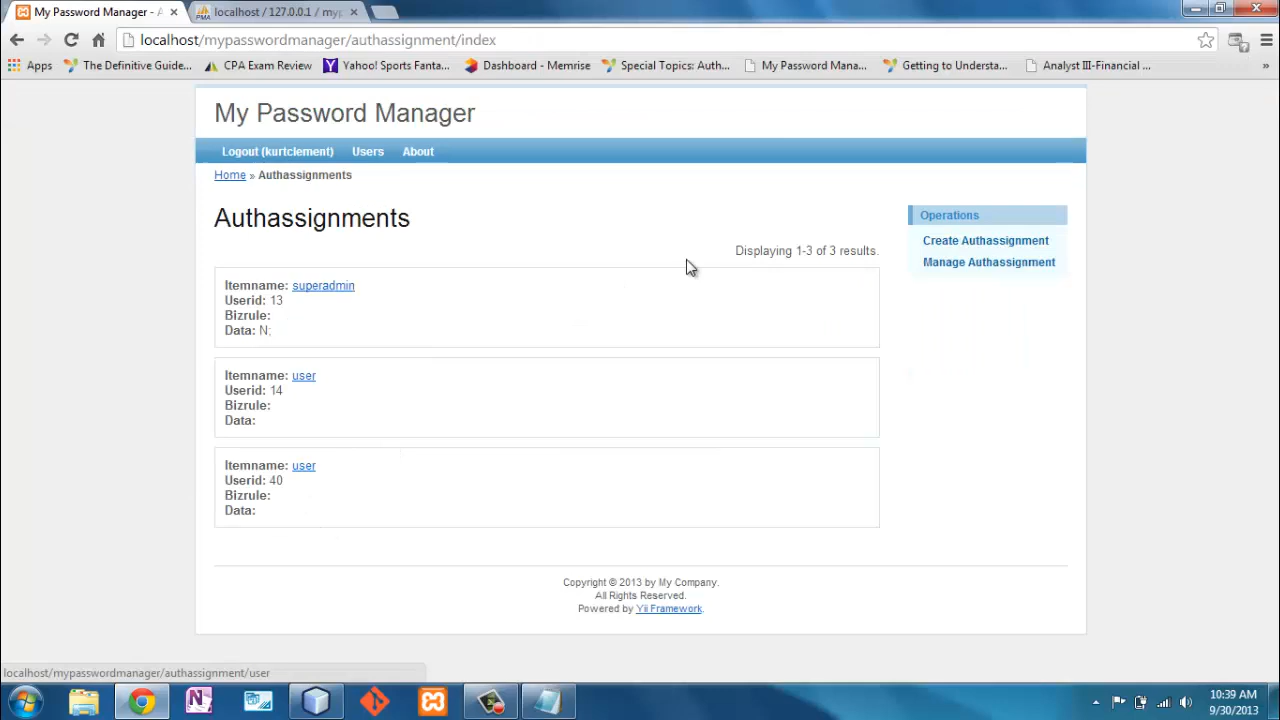 My Password Manager - A
localhost / 127.0.0.1 / myp
localhost/mypasswordmanager/authassignment/index
Apps
The Definitive Guide...
CPA Exam Review
Yahoo! Sports Fanta...
Dashboard - Memrise
Special Topics: Auth...
My Password Mana...
Getting to Understa...
Analyst III-Financial ...
»
My Password Manager
Logout (kurtclement) Users About
Home » Authassignments
Authassignments
Displaying 1-3 of 3 results.
Itemname: superadmin
Userid: 13
Bizrule:
Data: N;
Itemname: user
Userid: 14
Bizrule:
Data:
Itemname: user
Userid: 40
Bizrule:
Data:
Operations
Create Authassignment
Manage Authassignment
Copyright © 2013 by My Company.
All Rights Reserved.
Powered by Yii Framework.
localhost/mypasswordmanager/authassignment/user
10:39 AM
9/30/2013